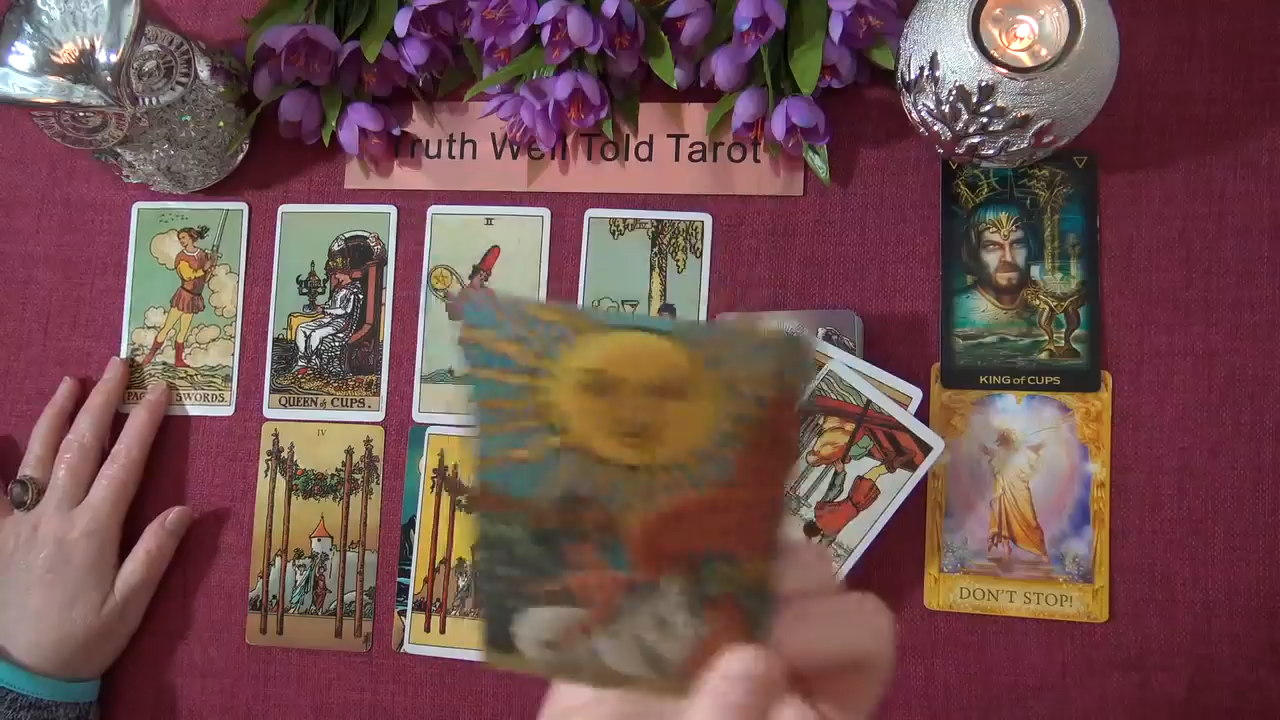 Truth Well Told Tarot
II
KING of CUPS
PAGE of SWORDS.
QUEEN of CUPS.
IV
DON'T STOP!